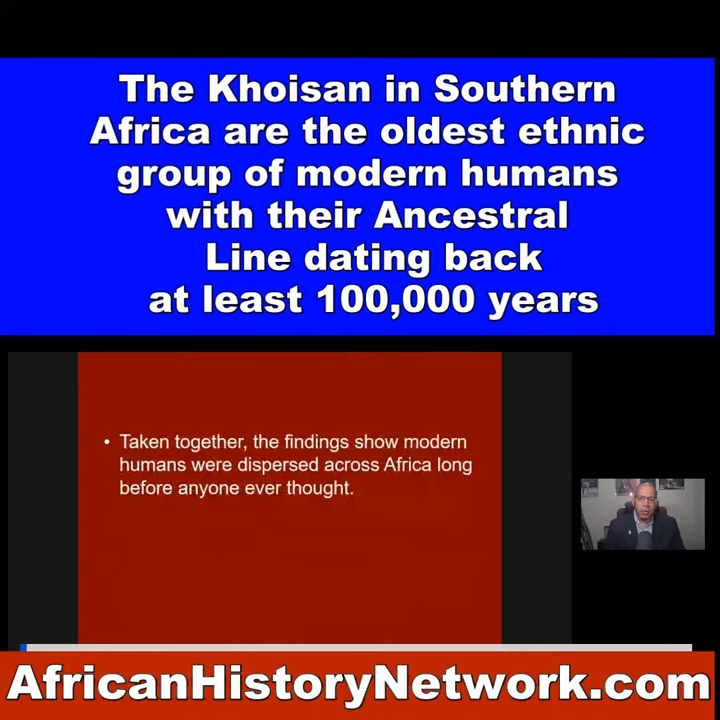 The Khoisan in Southern
Africa are the oldest ethnic
group of modern humans
with their Ancestral
Line dating back
at least 100,000 years
• Taken together, the findings show modern
humans were dispersed across Africa long
before anyone ever thought.
AfricanHistoryNetwork.com